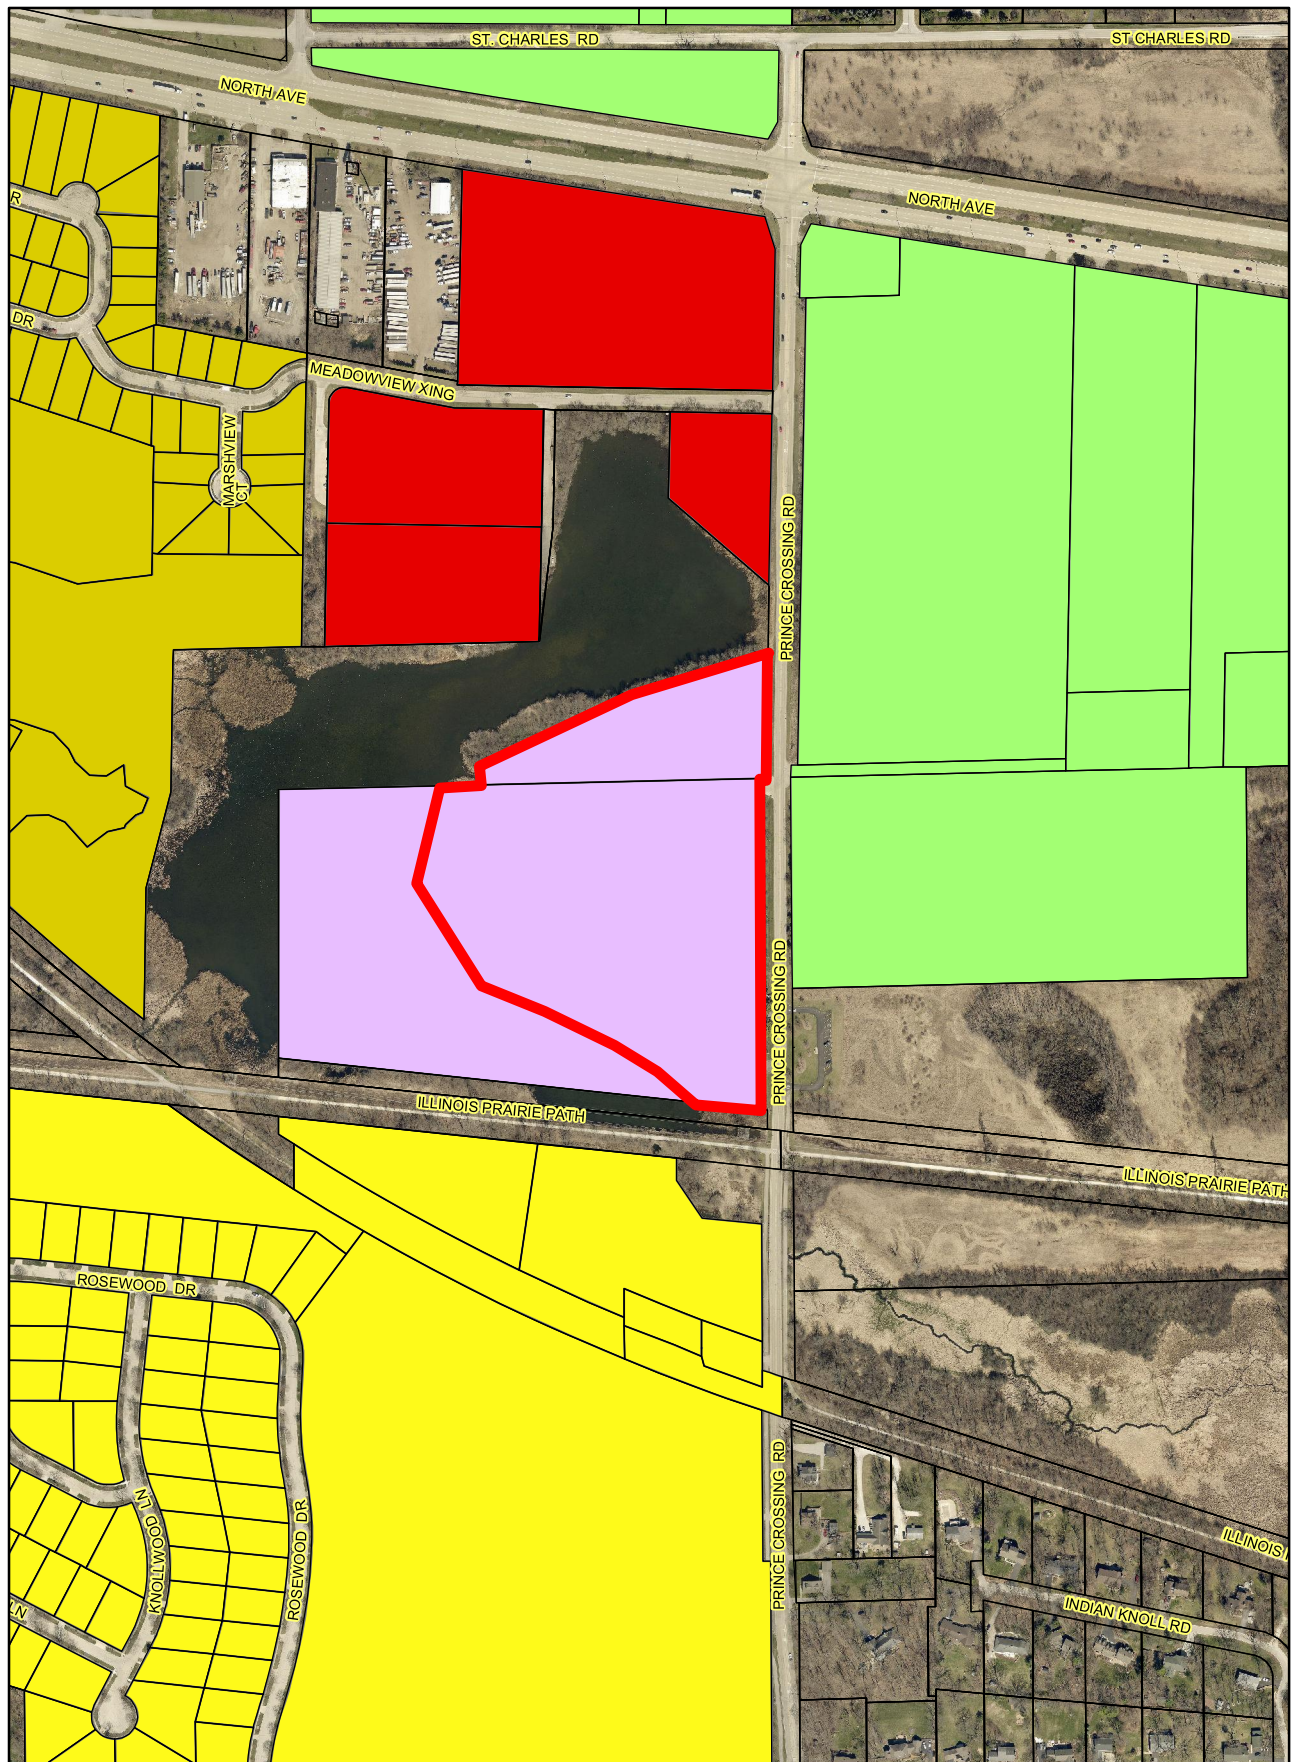 ST. CHARLES RD
ST CHARLES RD
NORTH AVE
NORTH AVE
R
DR
MEADOWVIEW XING
MARSHVIEW
CT
PRINCE CROSSING RD
PRINCE CROSSING RD
ILLINOIS PRAIRIE PATH
ILLINOIS PRAIRIE PATH
ROSEWOOD DR
PRINCE CROSSING RD
KNOLLWOOD LN
ROSEWOOD DR
ILLINOIS
INDIAN KNOLL RD
LN